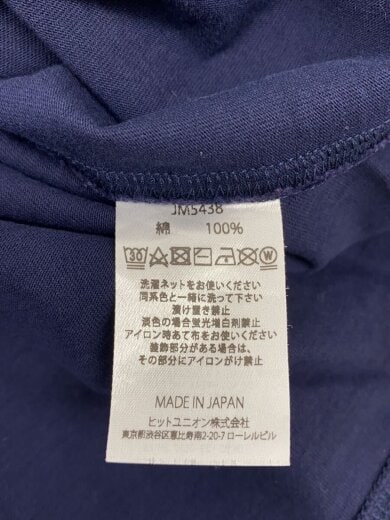 JM5438
綿 100%
30 W
洗濯ネットをお使いください
同系色と一緒に洗って下さい
漬け置き禁止
淡色の場合蛍光増白剤禁止
アイロン時あて布をお使いください
装飾部分がある場合は、
その部分にアイロンがけ禁止
MADE IN JAPAN
ヒットユニオン株式会社
東京都渋谷区恵比寿南2-20-7 ローレルビル